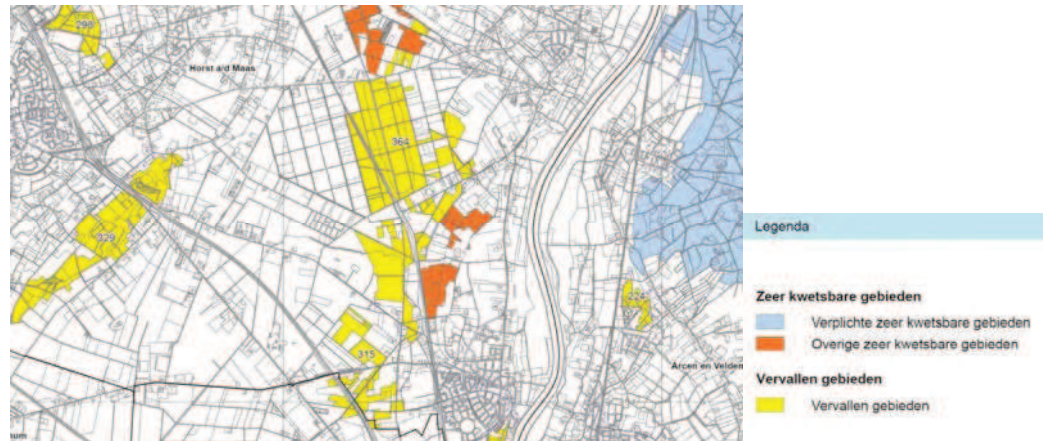 298
Horst a/d Maas
364
329
315
224
Arcen en Velden
Legenda
Zeer kwetsbare gebieden
Verplichte zeer kwetsbare gebieden
Overige zeer kwetsbare gebieden
Vervallen gebieden
Vervallen gebieden